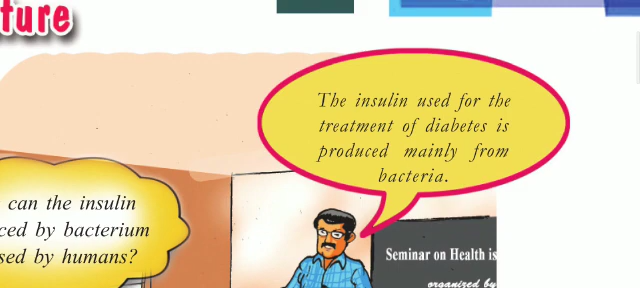 ture
The insulin used for the
treatment of diabetes is
produced mainly from
bacteria.
can the insulin
ced by bacterium
sed by humans?
Seminar on Health is
organized by